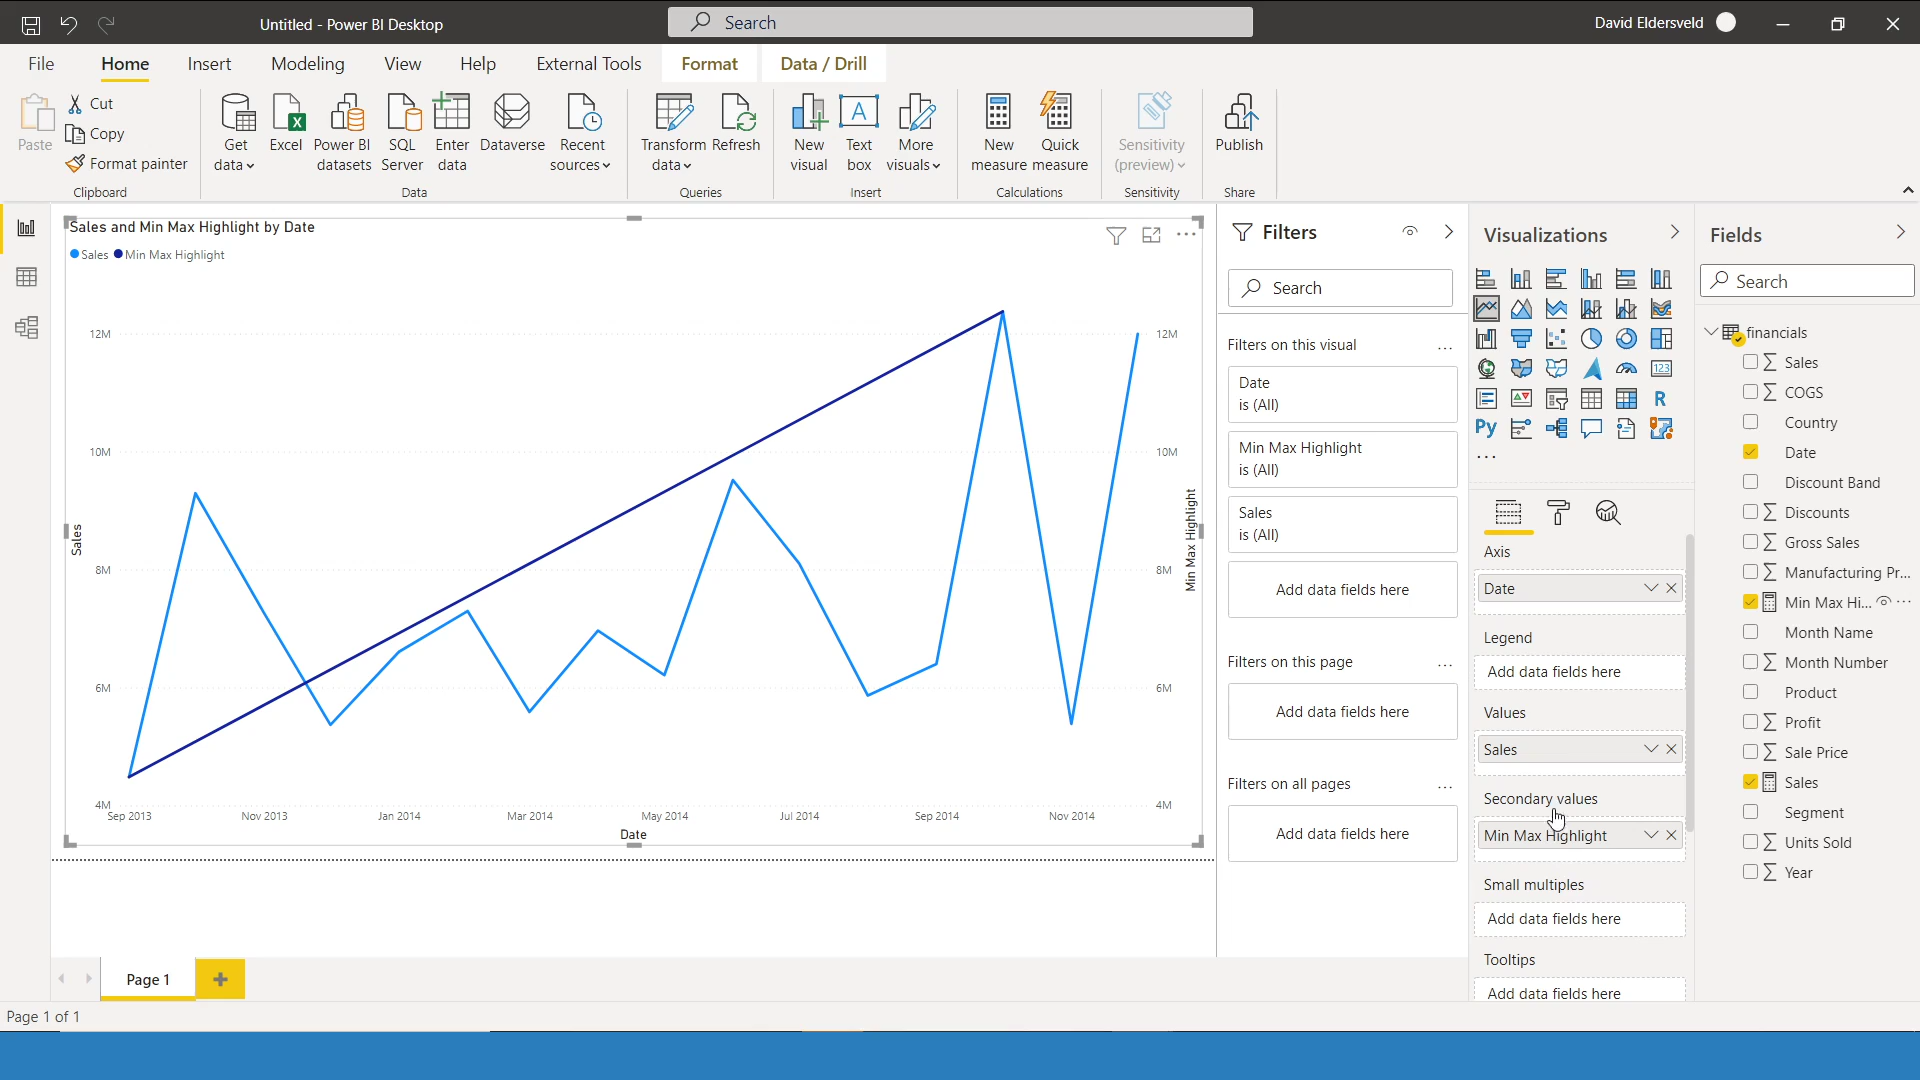 Untitled - Power BI Desktop
Search
David Eldersveld
File
Home
Insert
Modeling
View
Help
External Tools
Format
Data / Drill
Paste
Cut
Copy
Format painter
Clipboard
Get data
Excel
Power BI datasets
SQL Server
Enter data
Dataverse
Recent sources
Data
Transform data
Refresh
Queries
New visual
A
Text box
More visuals
Insert
New measure
Quick measure
Calculations
Sensitivity (preview)
Sensitivity
Publish
Share
Sales and Min Max Highlight by Date
Sales
Min Max Highlight
12M
10M
8M
6M
4M
Sales
12M
10M
8M
6M
4M
Min Max Highlight
Sep 2013
Nov 2013
Jan 2014
Mar 2014
May 2014
Jul 2014
Sep 2014
Nov 2014
Date
Page 1
Page 1 of 1
Filters
Search
Filters on this visual
...
Date
is (All)
Min Max Highlight
is (All)
Sales
is (All)
Add data fields here
Filters on this page
...
Add data fields here
Filters on all pages
...
Add data fields here
Visualizations
123
R
Py
...
Axis
Date
Legend
Add data fields here
Values
Sales
Secondary values
Min Max Highlight
Small multiples
Add data fields here
Tooltips
Add data fields here
Fields
Search
financials
Sales
COGS
Country
Date
Discount Band
Discounts
Gross Sales
Manufacturing Pr...
Min Max Hi...
Month Name
Month Number
Product
Profit
Sale Price
Sales
Segment
Units Sold
Year